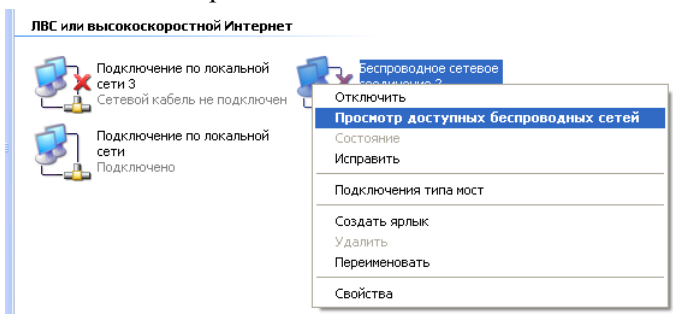 ЛВС или высокоскоростной Интернет
Подключение по локальной
сети 3
Сетевой кабель не подключен
Подключение по локальной
сети
Подключено
Беспроводное сетевое
Отключить
Просмотр доступных беспроводных сетей
Состояние
Исправить
Подключения типа мост
Создать ярлык
Удалить
Переименовать
Свойства